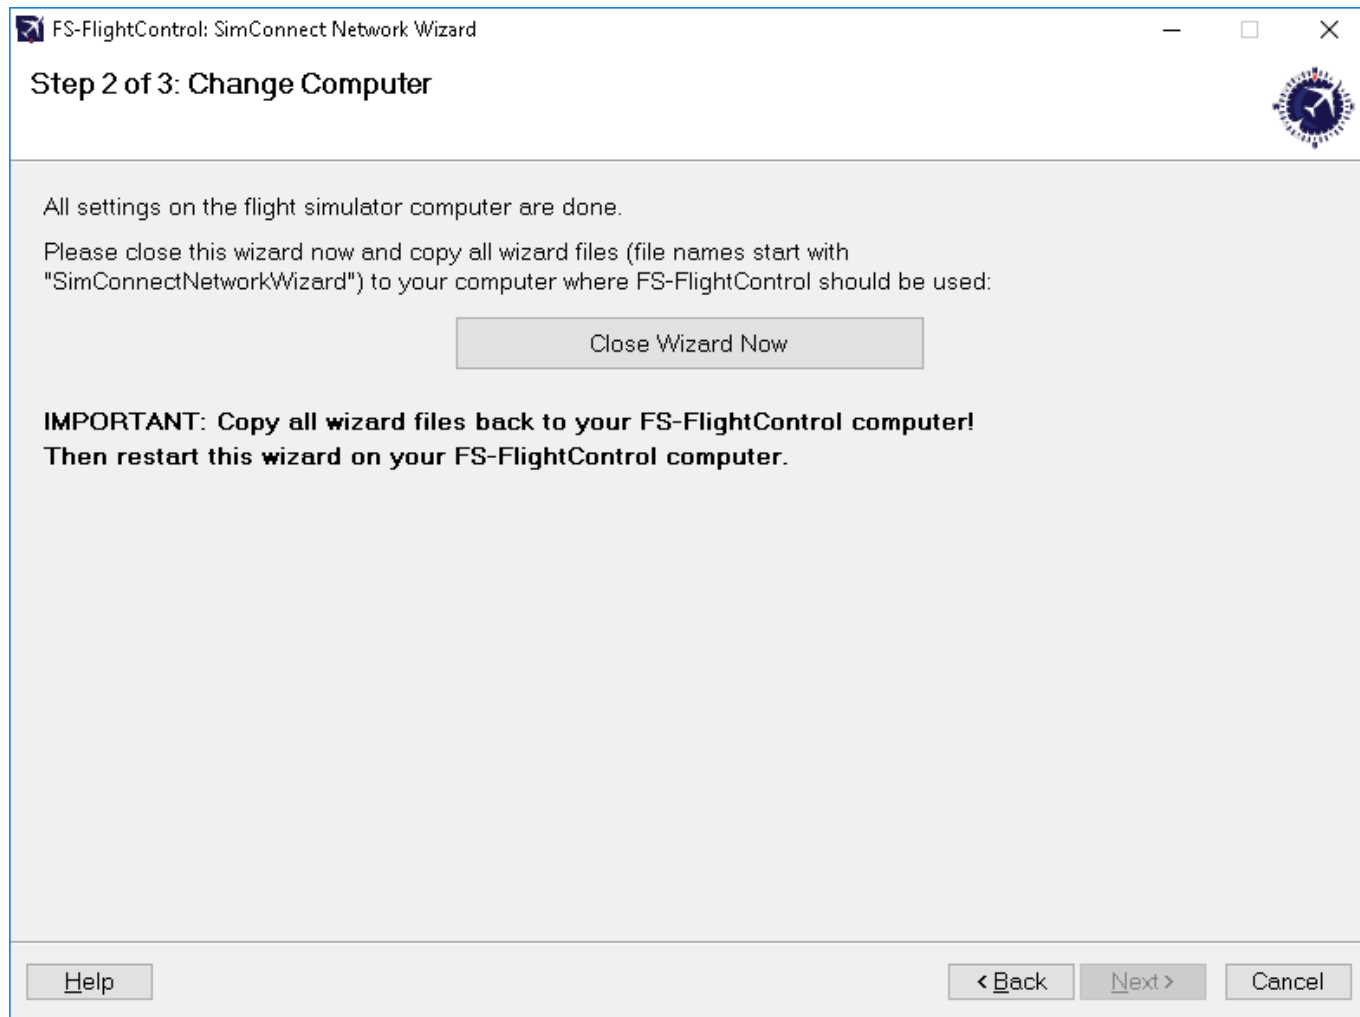 FS-FlightControl: SimConnect Network Wizard
Step 2 of 3: Change Computer
All settings on the flight simulator computer are done.
Please close this wizard now and copy all wizard files (file names start with
"SimConnectNetworkWizard") to your computer where FS-FlightControl should be used:
Close Wizard Now
IMPORTANT: Copy all wizard files back to your FS-FlightControl computer!
Then restart this wizard on your FS-FlightControl computer.
Help
< Back
Next >
Cancel